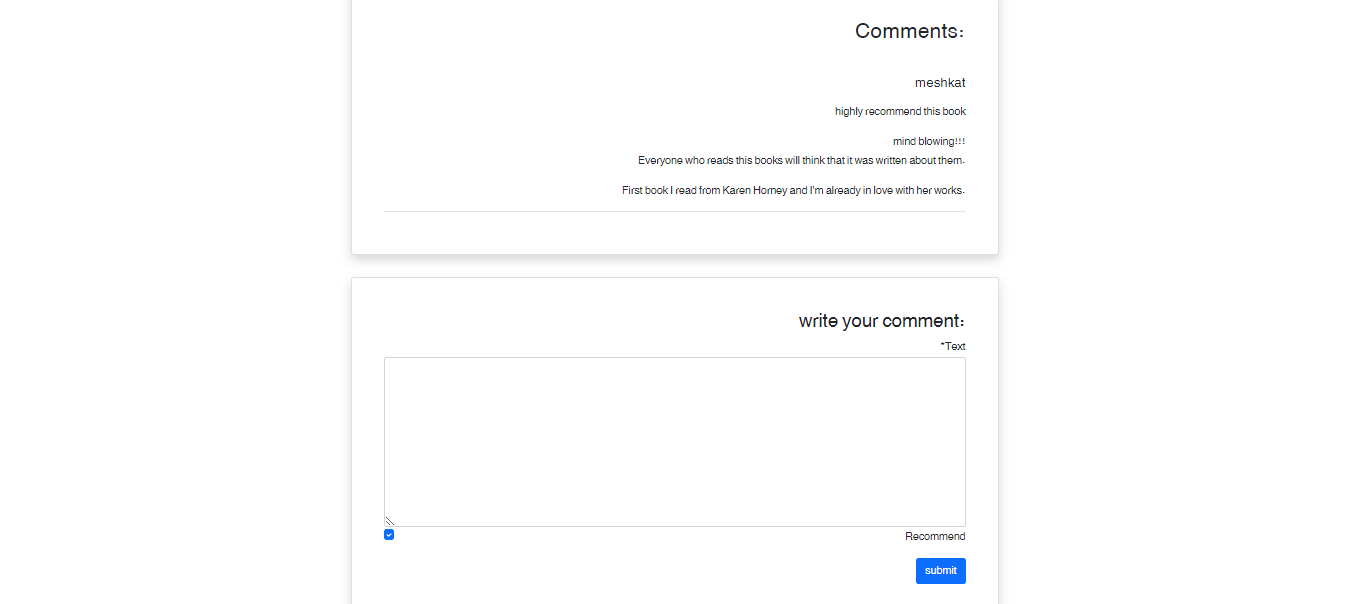 Comments:
meshkat
highly recommend this book
mind blowing!!!
Everyone who reads this books will think that it was written about them.
First book I read from Karen Horney and I'm already in love with her works.
write your comment:
*Text
Recommend
submit